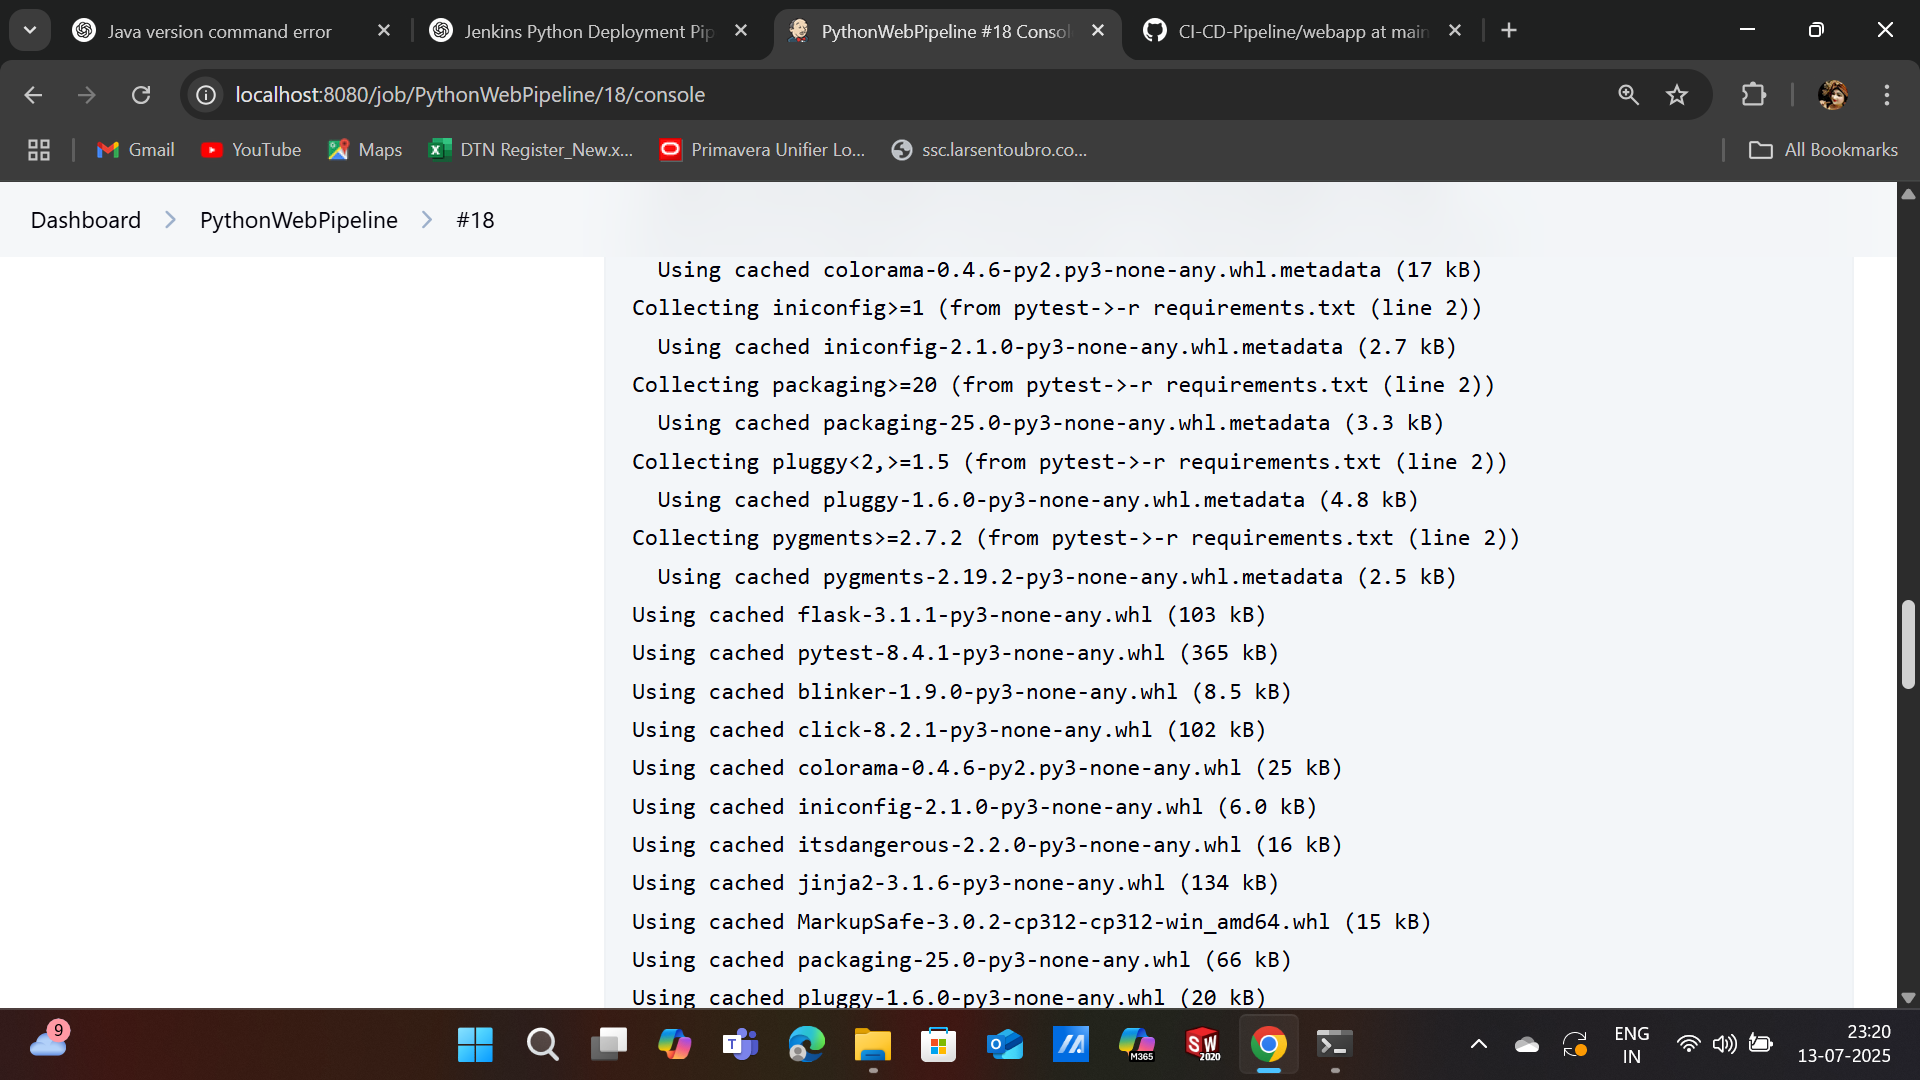 Java version command error
Jenkins Python Deployment Pip
PythonWebPipeline #18 Consol
CI-CD-Pipeline/webapp at main
localhost:8080/job/PythonWebPipeline/18/console
Gmail
YouTube
Maps
DTN Register_New.x...
Primavera Unifier Lo...
ssc.larsentoubro.co...
All Bookmarks
Dashboard
PythonWebPipeline
#18
Using cached colorama-0.4.6-py2.py3-none-any.whl.metadata (17 kB)
Collecting iniconfig>=1 (from pytest->-r requirements.txt (line 2))
Using cached iniconfig-2.1.0-py3-none-any.whl.metadata (2.7 kB)
Collecting packaging>=20 (from pytest->-r requirements.txt (line 2))
Using cached packaging-25.0-py3-none-any.whl.metadata (3.3 kB)
Collecting pluggy<2,>=1.5 (from pytest->-r requirements.txt (line 2))
Using cached pluggy-1.6.0-py3-none-any.whl.metadata (4.8 kB)
Collecting pygments>=2.7.2 (from pytest->-r requirements.txt (line 2))
Using cached pygments-2.19.2-py3-none-any.whl.metadata (2.5 kB)
Using cached flask-3.1.1-py3-none-any.whl (103 kB)
Using cached pytest-8.4.1-py3-none-any.whl (365 kB)
Using cached blinker-1.9.0-py3-none-any.whl (8.5 kB)
Using cached click-8.2.1-py3-none-any.whl (102 kB)
Using cached colorama-0.4.6-py2.py3-none-any.whl (25 kB)
Using cached iniconfig-2.1.0-py3-none-any.whl (6.0 kB)
Using cached itsdangerous-2.2.0-py3-none-any.whl (16 kB)
Using cached jinja2-3.1.6-py3-none-any.whl (134 kB)
Using cached MarkupSafe-3.0.2-cp312-cp312-win_amd64.whl (15 kB)
Using cached packaging-25.0-py3-none-any.whl (66 kB)
Using cached pluggy-1.6.0-py3-none-any.whl (20 kB)
9
M365
SW
2020
ENG
IN
23:20
13-07-2025